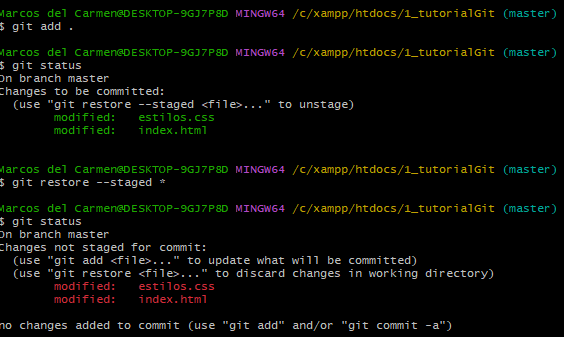 Marcos del Carmen@DESKTOP-9GJ7P8D MINGW64 /c/xampp/htdocs/1_tutorialGit (master)
$ git add .
Marcos del Carmen@DESKTOP-9GJ7P8D MINGW64 /c/xampp/htdocs/1_tutorialGit (master)
$ git status
On branch master
Changes to be committed:
  (use "git restore --staged <file>..." to unstage)
        modified:   estilos.css
        modified:   index.html
Marcos del Carmen@DESKTOP-9GJ7P8D MINGW64 /c/xampp/htdocs/1_tutorialGit (master)
$ git restore --staged *
Marcos del Carmen@DESKTOP-9GJ7P8D MINGW64 /c/xampp/htdocs/1_tutorialGit (master)
$ git status
On branch master
Changes not staged for commit:
  (use "git add <file>..." to update what will be committed)
  (use "git restore <file>..." to discard changes in working directory)
        modified:   estilos.css
        modified:   index.html
no changes added to commit (use "git add" and/or "git commit -a")